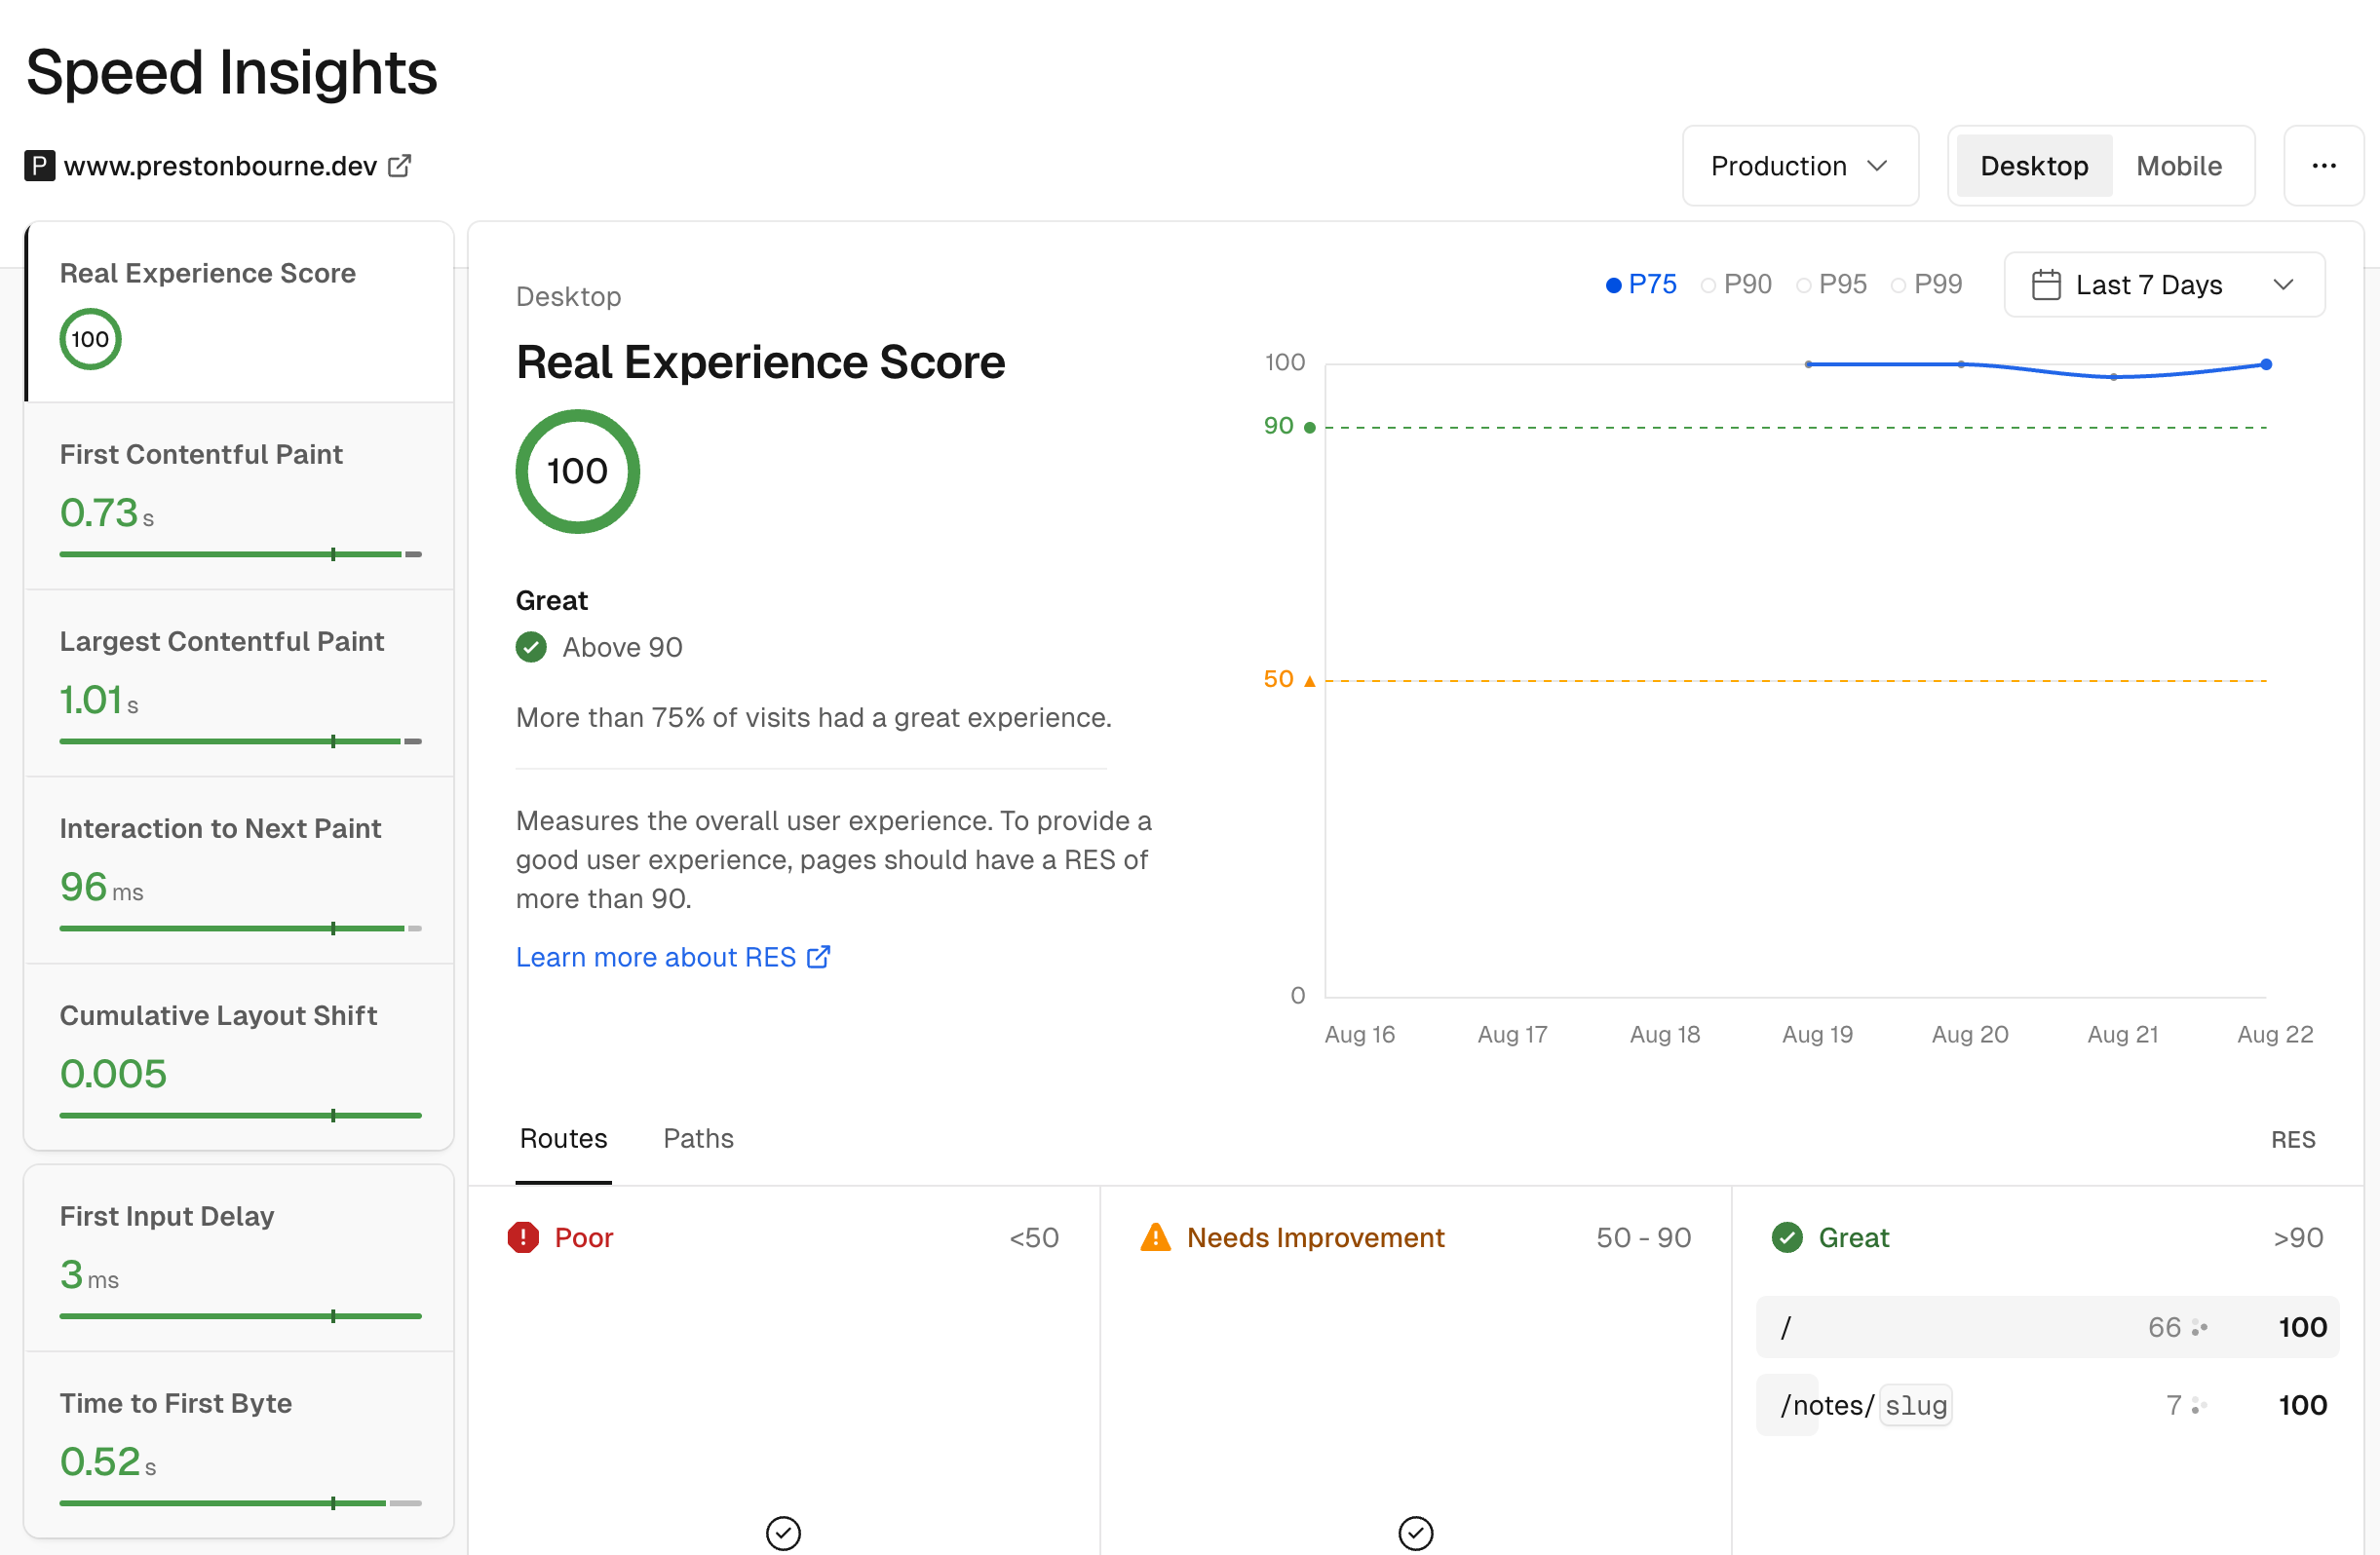 Speed Insights
P www.prestonbourne.dev
Production
Desktop Mobile
Real Experience Score
100
First Contentful Paint
0.73 s
Largest Contentful Paint
1.01 s
Interaction to Next Paint
96 ms
Cumulative Layout Shift
0.005
First Input Delay
3 ms
Time to First Byte
0.52 s
Desktop
Real Experience Score
100
Great
Above 90
More than 75% of visits had a great experience.
Measures the overall user experience. To provide a
good user experience, pages should have a RES of
more than 90.
Learn more about RES
P75 P90 P95 P99 Last 7 Days
100
90
50
0
Aug 16 Aug 17 Aug 18 Aug 19 Aug 20 Aug 21 Aug 22
Routes Paths RES
Poor <50
Needs Improvement 50 - 90
Great >90
/ 66 100
/notes/ slug 7 100